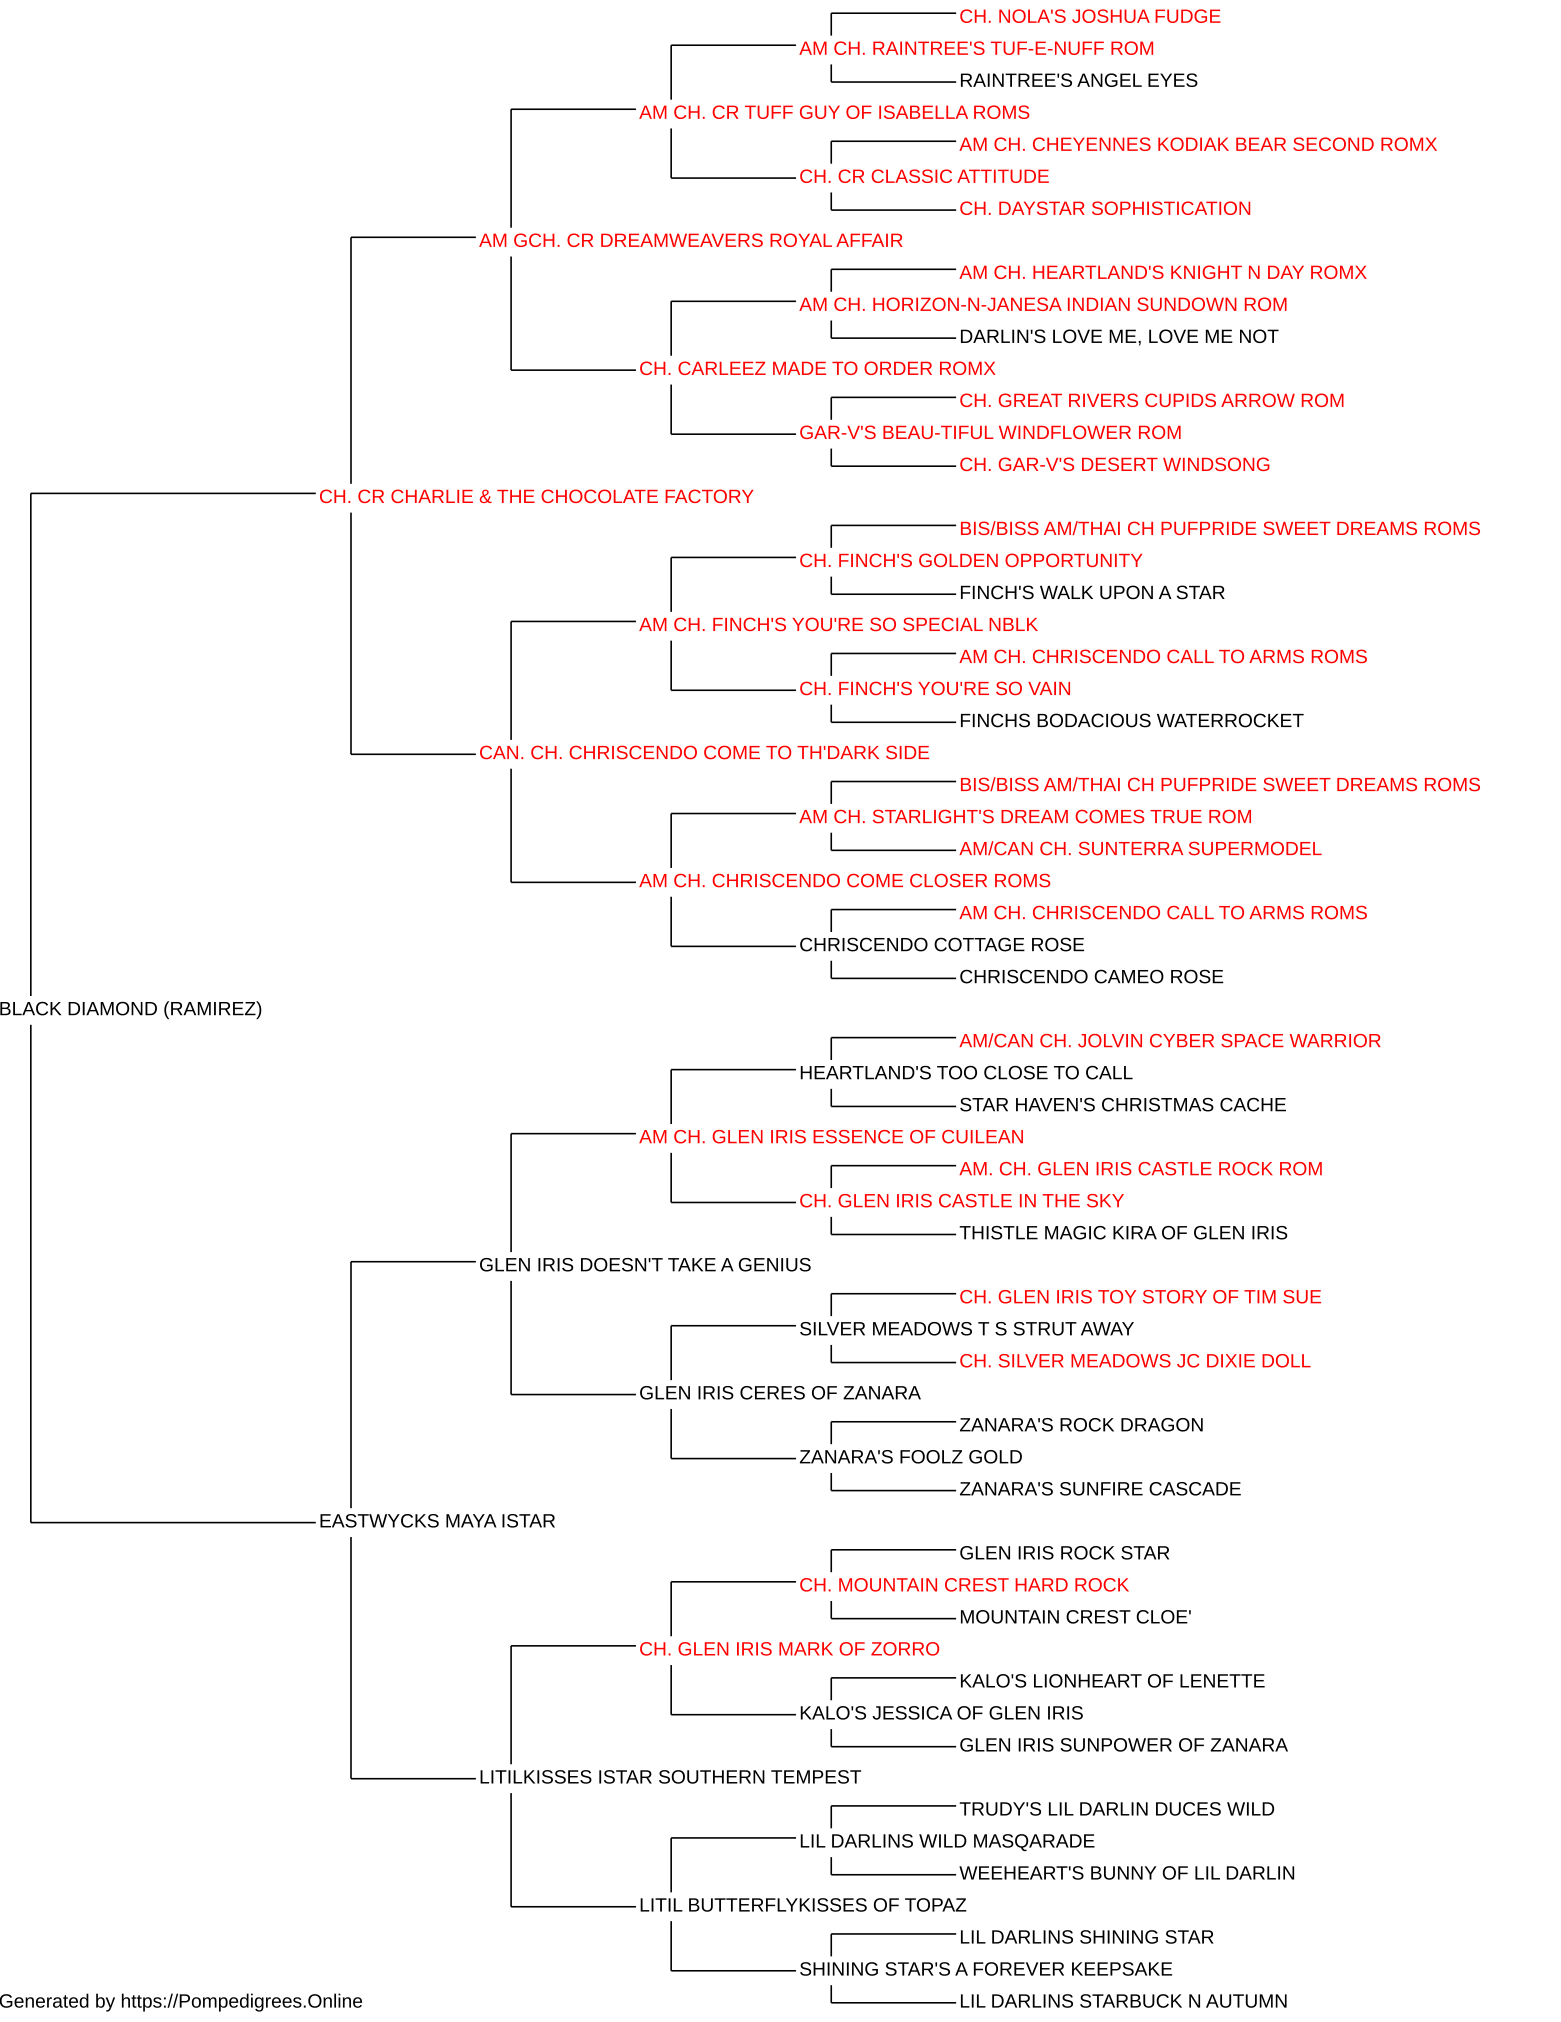 CH. NOLA'S JOSHUA FUDGE
AM CH. RAINTREE'S TUF-E-NUFF ROM
RAINTREE'S ANGEL EYES
AM CH. CR TUFF GUY OF ISABELLA ROMS
AM CH. CHEYENNES KODIAK BEAR SECOND ROMX
CH. CR CLASSIC ATTITUDE
CH. DAYSTAR SOPHISTICATION
AM GCH. CR DREAMWEAVERS ROYAL AFFAIR
AM CH. HEARTLAND'S KNIGHT N DAY ROMX
AM CH. HORIZON-N-JANESA INDIAN SUNDOWN ROM
DARLIN'S LOVE ME, LOVE ME NOT
CH. CARLEEZ MADE TO ORDER ROMX
CH. GREAT RIVERS CUPIDS ARROW ROM
GAR-V'S BEAU-TIFUL WINDFLOWER ROM
CH. GAR-V'S DESERT WINDSONG
CH. CR CHARLIE & THE CHOCOLATE FACTORY
BIS/BISS AM/THAI CH PUFPRIDE SWEET DREAMS ROMS
CH. FINCH'S GOLDEN OPPORTUNITY
FINCH'S WALK UPON A STAR
AM CH. FINCH'S YOU'RE SO SPECIAL NBLK
AM CH. CHRISCENDO CALL TO ARMS ROMS
CH. FINCH'S YOU'RE SO VAIN
FINCHS BODACIOUS WATERROCKET
CAN. CH. CHRISCENDO COME TO TH'DARK SIDE
BIS/BISS AM/THAI CH PUFPRIDE SWEET DREAMS ROMS
AM CH. STARLIGHT'S DREAM COMES TRUE ROM
AM/CAN CH. SUNTERRA SUPERMODEL
AM CH. CHRISCENDO COME CLOSER ROMS
AM CH. CHRISCENDO CALL TO ARMS ROMS
CHRISCENDO COTTAGE ROSE
CHRISCENDO CAMEO ROSE
BLACK DIAMOND (RAMIREZ)
AM/CAN CH. JOLVIN CYBER SPACE WARRIOR
HEARTLAND'S TOO CLOSE TO CALL
STAR HAVEN'S CHRISTMAS CACHE
AM CH. GLEN IRIS ESSENCE OF CUILEAN
AM. CH. GLEN IRIS CASTLE ROCK ROM
CH. GLEN IRIS CASTLE IN THE SKY
THISTLE MAGIC KIRA OF GLEN IRIS
GLEN IRIS DOESN'T TAKE A GENIUS
CH. GLEN IRIS TOY STORY OF TIM SUE
SILVER MEADOWS T S STRUT AWAY
CH. SILVER MEADOWS JC DIXIE DOLL
GLEN IRIS CERES OF ZANARA
ZANARA'S ROCK DRAGON
ZANARA'S FOOLZ GOLD
ZANARA'S SUNFIRE CASCADE
EASTWYCKS MAYA ISTAR
GLEN IRIS ROCK STAR
CH. MOUNTAIN CREST HARD ROCK
MOUNTAIN CREST CLOE'
CH. GLEN IRIS MARK OF ZORRO
KALO'S LIONHEART OF LENETTE
KALO'S JESSICA OF GLEN IRIS
GLEN IRIS SUNPOWER OF ZANARA
LITILKISSES ISTAR SOUTHERN TEMPEST
TRUDY'S LIL DARLIN DUCES WILD
LIL DARLINS WILD MASQARADE
WEEHEART'S BUNNY OF LIL DARLIN
LITIL BUTTERFLYKISSES OF TOPAZ
LIL DARLINS SHINING STAR
SHINING STAR'S A FOREVER KEEPSAKE
LIL DARLINS STARBUCK N AUTUMN
Generated by https://Pompedigrees.Online